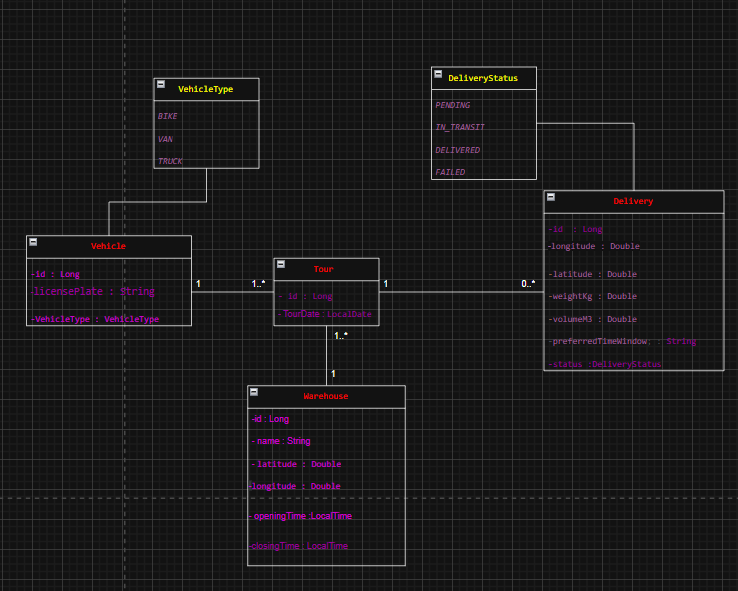 VehicleType
BIKE
VAN
TRUCK
DeliveryStatus
PENDING
IN_TRANSIT
DELIVERED
FAILED
Vehicle
-id : Long
-licensePlate : String
-VehicleType : VehicleType
1
1..*
Tour
- id : Long
- TourDate : LocalDate
1
0..*
Delivery
-id : Long
-longitude : Double
-latitude : Double
-weightKg : Double
-volumeM3 : Double
-preferredTimeWindow : String
-status :DeliveryStatus
1..*
1
Warehouse
-id : Long
- name : String
- latitude : Double
-longitude : Double
- openingTime :LocalTime
-closingTime : LocalTime